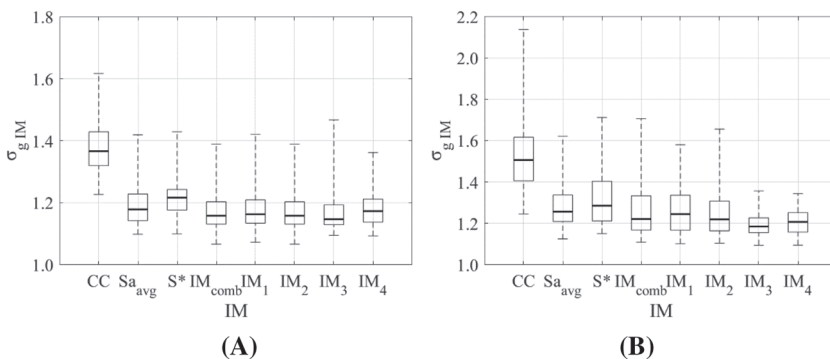 1.8
1.6
1.4
1.2
1.0
σg IM
CC Saavg S* IMcomb IM1 IM2 IM3 IM4
IM
(A)
2.2
2.0
1.8
1.6
1.4
1.2
1.0
σg IM
CC Saavg S* IMcomb IM1 IM2 IM3 IM4
IM
(B)